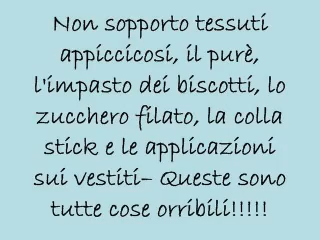 Non sopporto tessuti
appiccicosi, il purè,
l'impasto dei biscotti, lo
zucchero filato, la colla
stick e le applicazioni
sui vestiti– Queste sono
tutte cose orribili!!!!!